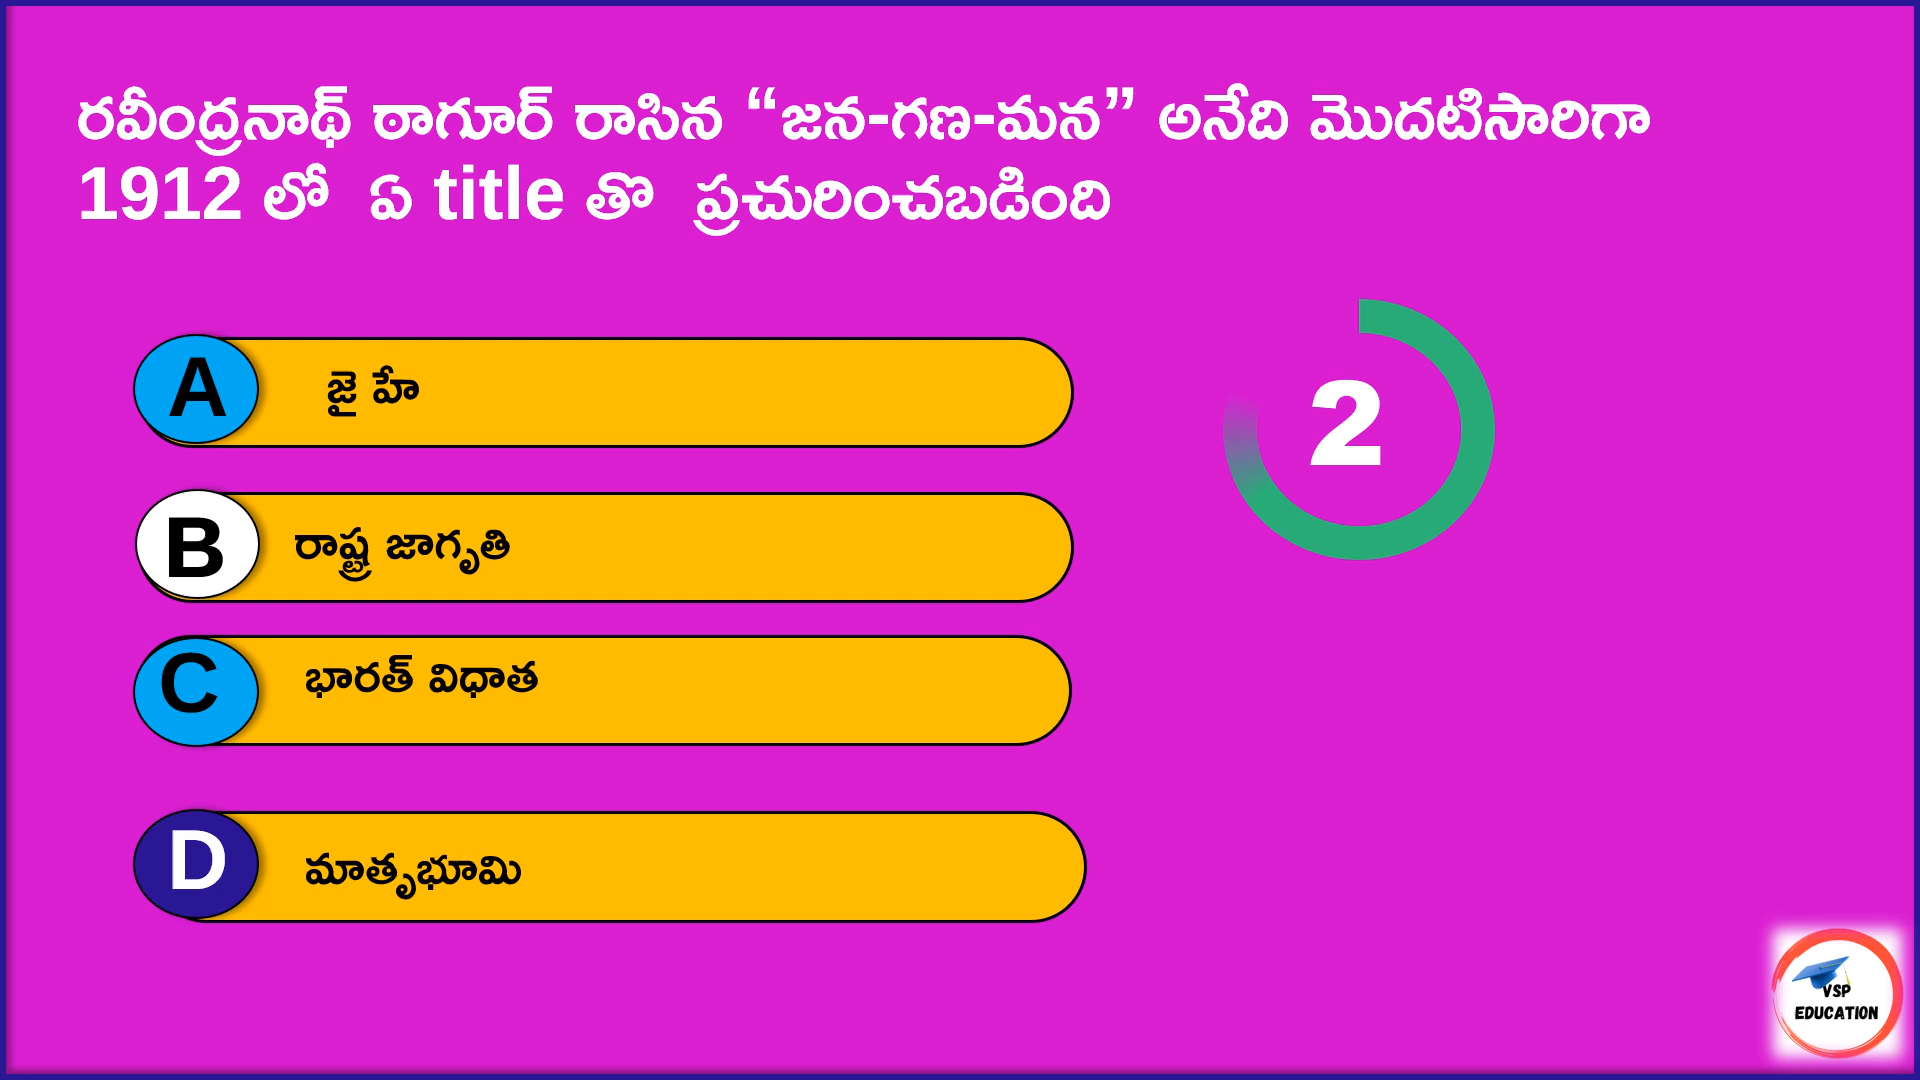 రవీంద్రనాథ్ ఠాగూర్ రాసిన “జన-గణ-మన” అనేది మొదటిసారిగా
1912 లో ఏ title తొ ప్రచురించబడింది
A జై హే
2
B రాష్ట్ర జాగృతి
C భారత్ విధాత
D మాతృభూమి
VSP
EDUCATION